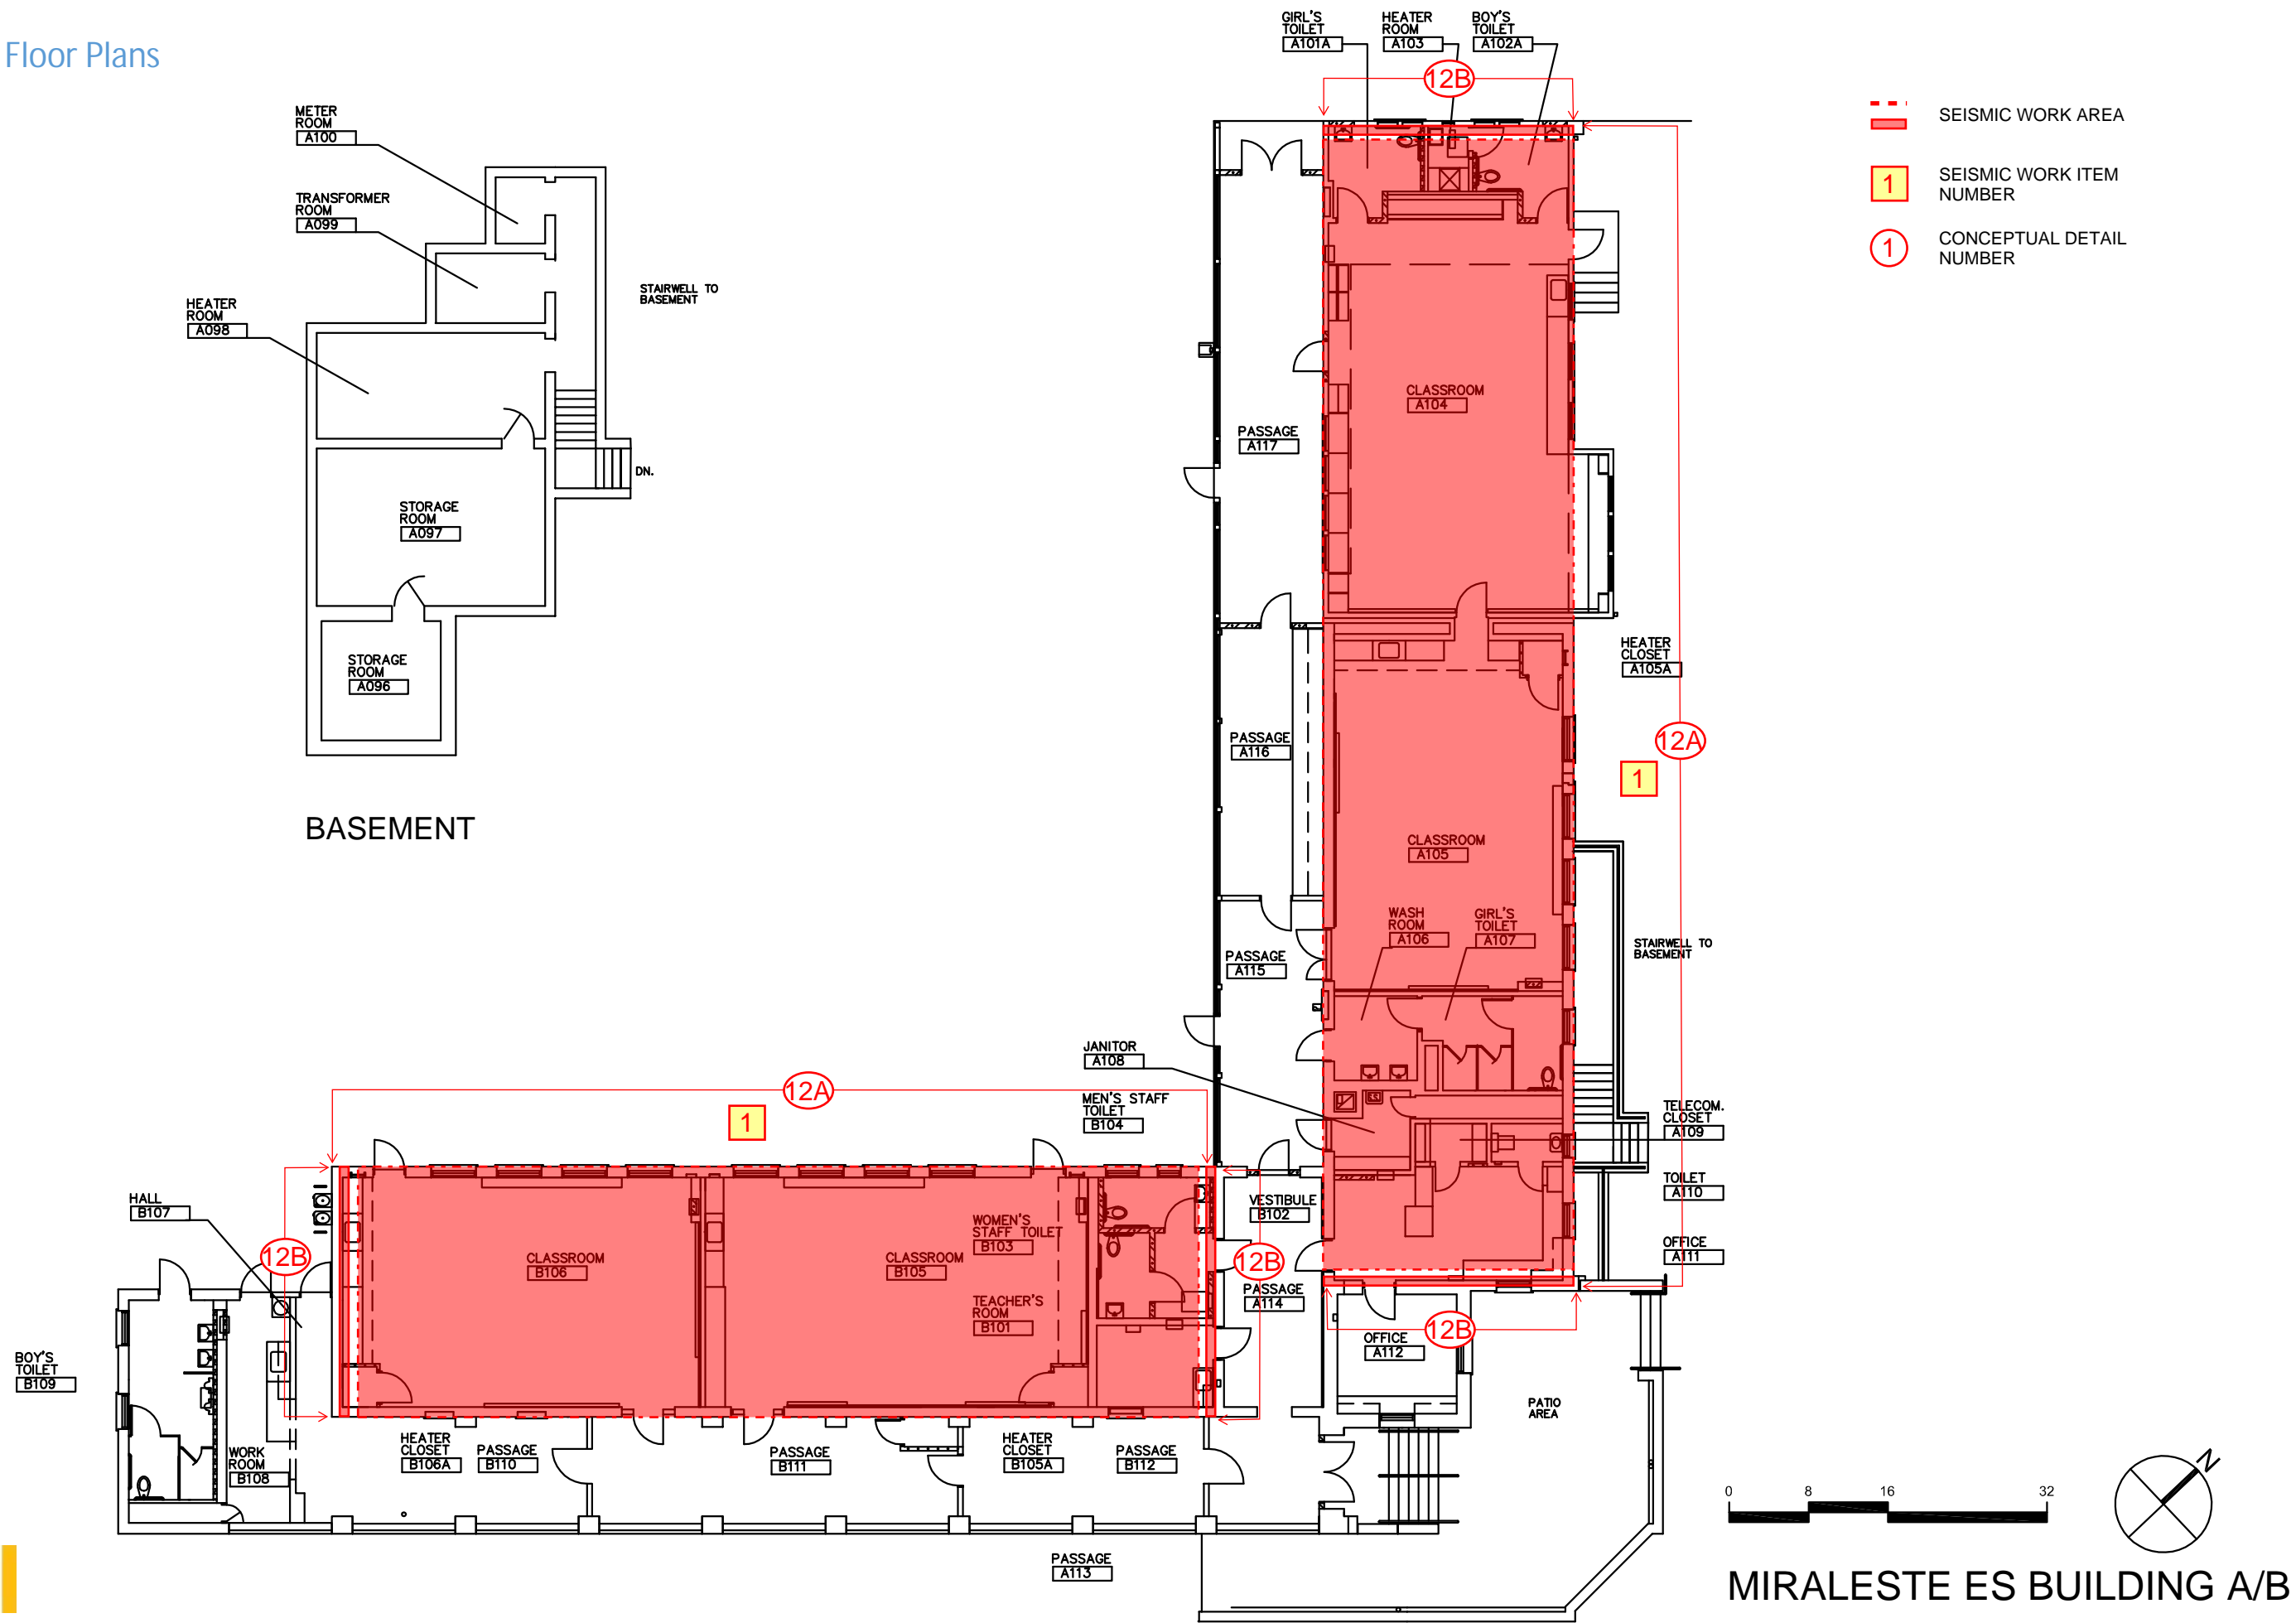 Floor Plans
GIRL'S
TOILET
A101A
HEATER
ROOM
A103
BOY'S
TOILET
A102A
12B
SEISMIC WORK AREA
1
SEISMIC WORK ITEM
NUMBER
1
CONCEPTUAL DETAIL
NUMBER
METER
ROOM
A100
TRANSFORMER
ROOM
A099
HEATER
ROOM
A098
STAIRWELL TO
BASEMENT
DN.
STORAGE
ROOM
A097
STORAGE
ROOM
A096
BASEMENT
CLASSROOM
A104
PASSAGE
A117
HEATER
CLOSET
A105A
PASSAGE
A116
12A
1
CLASSROOM
A105
WASH
ROOM
A106
GIRL'S
TOILET
A107
PASSAGE
A115
STAIRWELL TO
BASEMENT
JANITOR
A108
12A
1
MEN'S STAFF
TOILET
B104
TELECOM.
CLOSET
A109
TOILET
A110
OFFICE
A111
HALL
B107
VESTIBULE
B102
WOMEN'S
STAFF TOILET
B103
12B
CLASSROOM
B106
CLASSROOM
B105
12B
TEACHER'S
ROOM
B101
PASSAGE
A114
12B
OFFICE
A112
BOY'S
TOILET
B109
PATIO
AREA
WORK
ROOM
B108
HEATER
CLOSET
B106A
PASSAGE
B110
PASSAGE
B111
HEATER
CLOSET
B105A
PASSAGE
B112
PASSAGE
A113
0 8 16 32
N
MIRALESTE ES BUILDING A/B